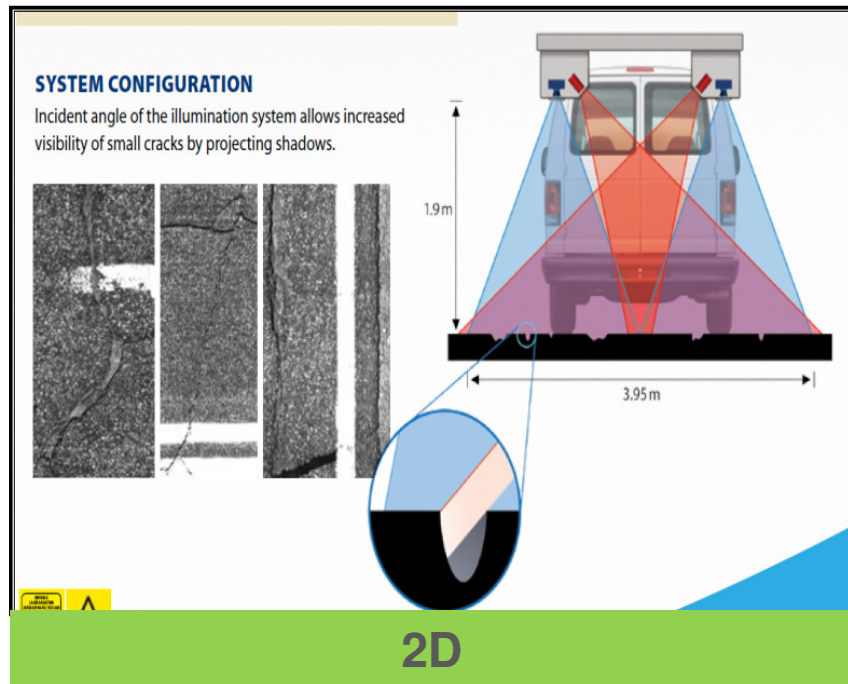 SYSTEM CONFIGURATION
Incident angle of the illumination system allows increased
visibility of small cracks by projecting shadows.
1.9 m
3.95 m
2D